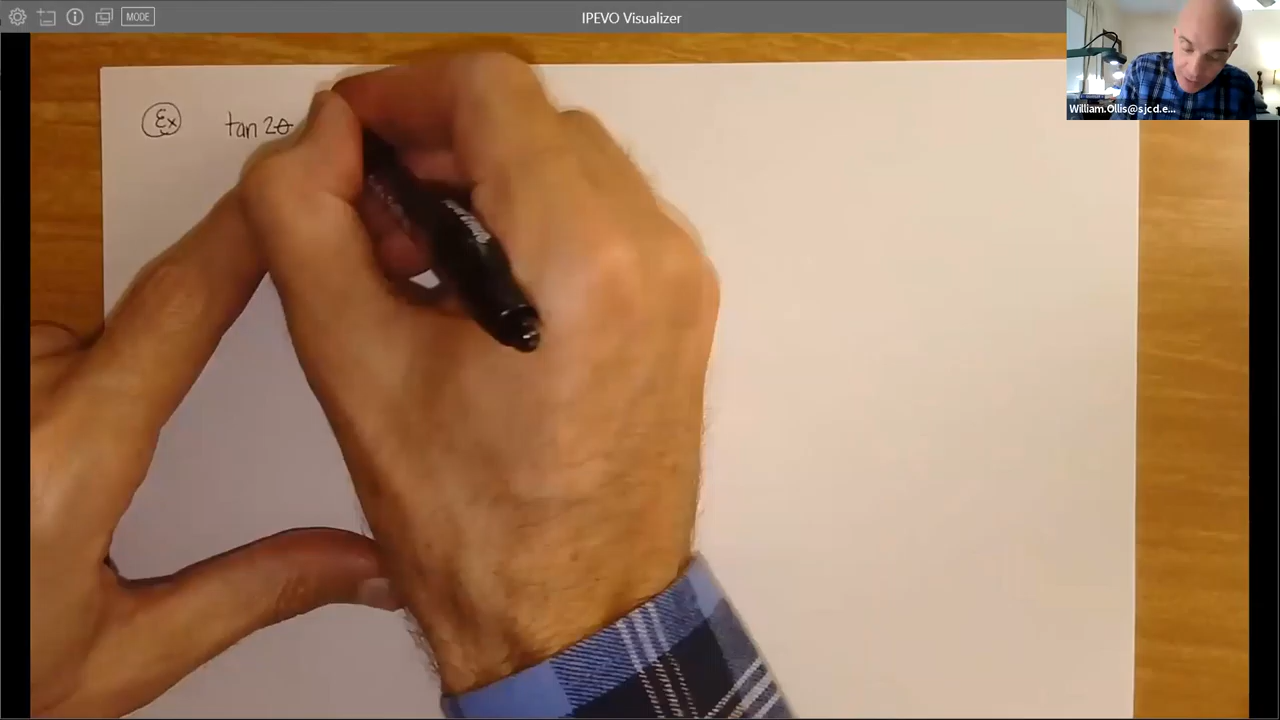 MODE
IPEVO Visualizer
William.Ollis@sjcd.e...
Ex
tan 2θ